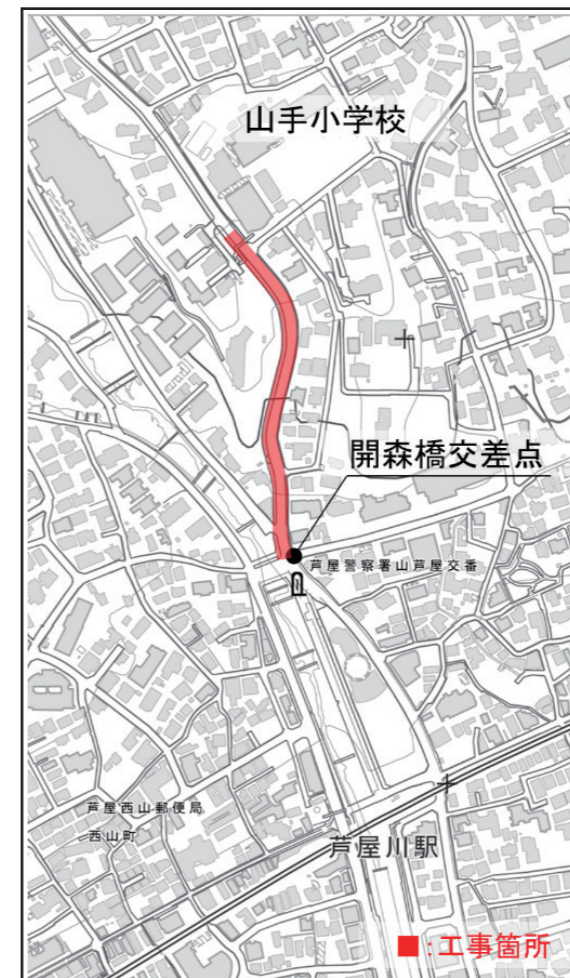 山手小学校
開森橋交差点
芦屋警察署山芦屋交番
芦屋西山郵便局
西山町
芦屋川駅
■:工事箇所